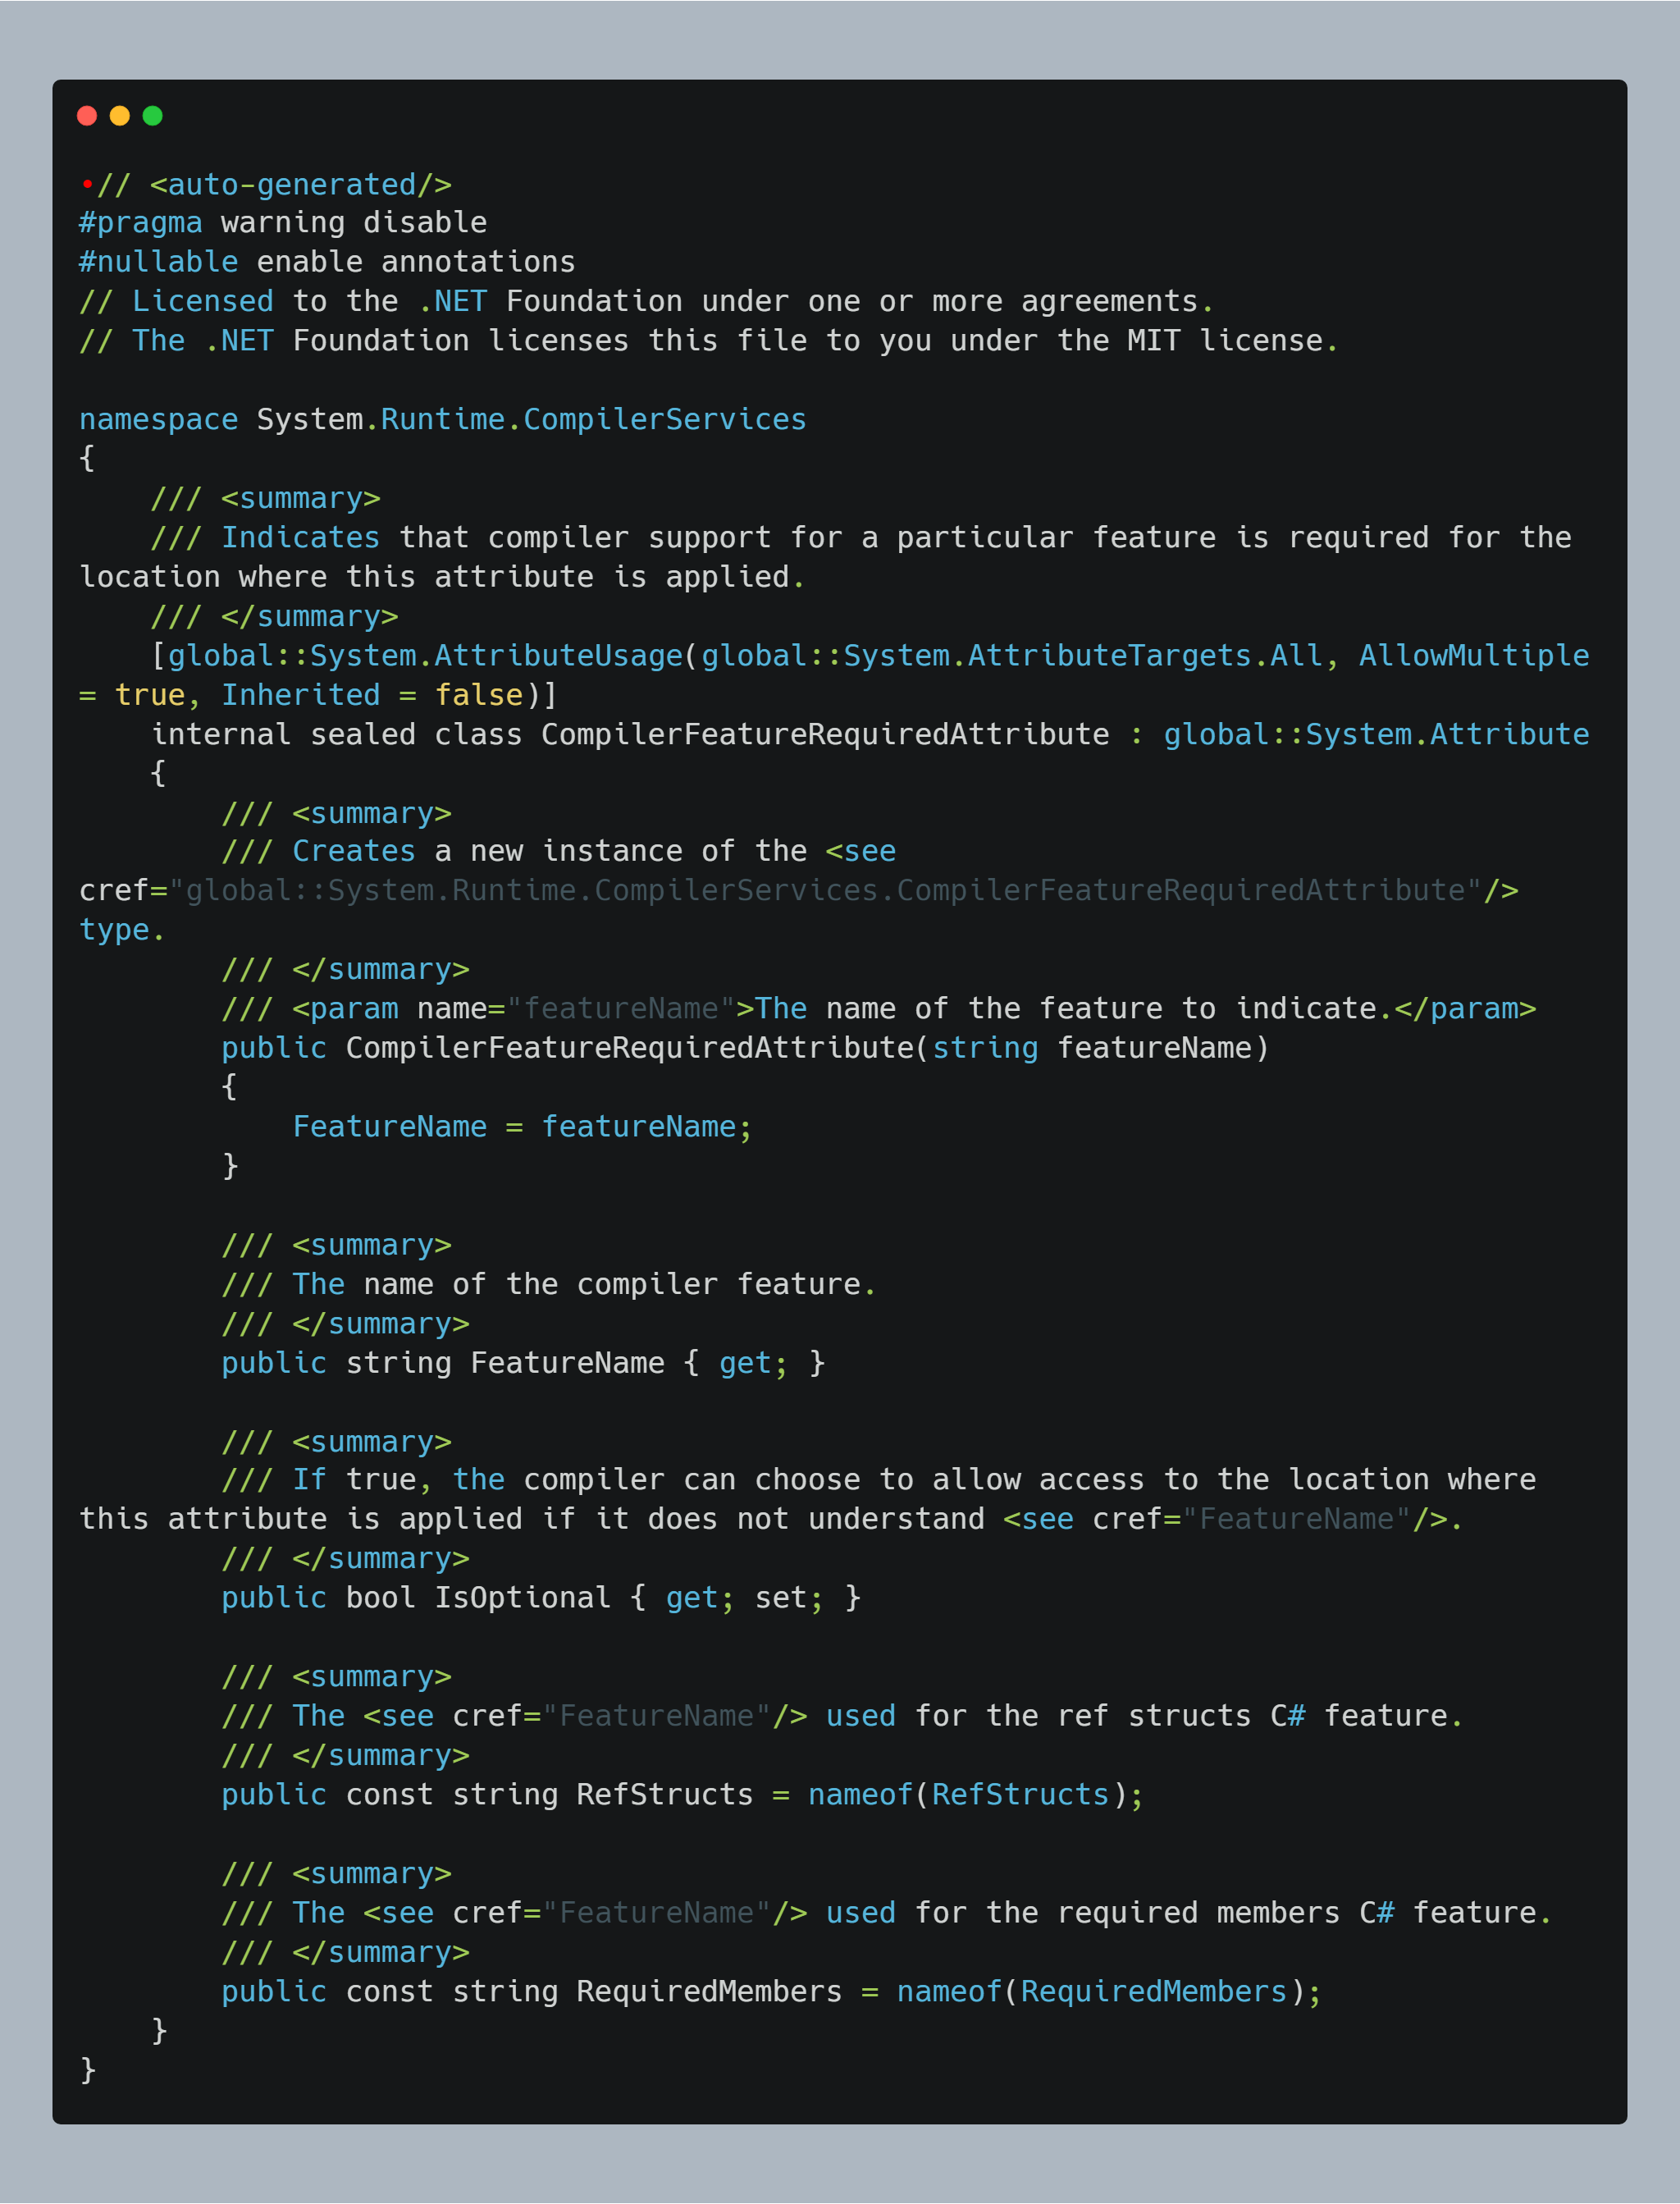 •// <auto-generated/>
#pragma warning disable
#nullable enable annotations
// Licensed to the .NET Foundation under one or more agreements.
// The .NET Foundation licenses this file to you under the MIT license.

namespace System.Runtime.CompilerServices
{
    /// <summary>
    /// Indicates that compiler support for a particular feature is required for the
location where this attribute is applied.
    /// </summary>
    [global::System.AttributeUsage(global::System.AttributeTargets.All, AllowMultiple
= true, Inherited = false)]
    internal sealed class CompilerFeatureRequiredAttribute : global::System.Attribute
    {
        /// <summary>
        /// Creates a new instance of the <see
cref="global::System.Runtime.CompilerServices.CompilerFeatureRequiredAttribute"/>
type.
        /// </summary>
        /// <param name="featureName">The name of the feature to indicate.</param>
        public CompilerFeatureRequiredAttribute(string featureName)
        {
            FeatureName = featureName;
        }

        /// <summary>
        /// The name of the compiler feature.
        /// </summary>
        public string FeatureName { get; }

        /// <summary>
        /// If true, the compiler can choose to allow access to the location where
this attribute is applied if it does not understand <see cref="FeatureName"/>.
        /// </summary>
        public bool IsOptional { get; set; }

        /// <summary>
        /// The <see cref="FeatureName"/> used for the ref structs C# feature.
        /// </summary>
        public const string RefStructs = nameof(RefStructs);

        /// <summary>
        /// The <see cref="FeatureName"/> used for the required members C# feature.
        /// </summary>
        public const string RequiredMembers = nameof(RequiredMembers);
    }
}